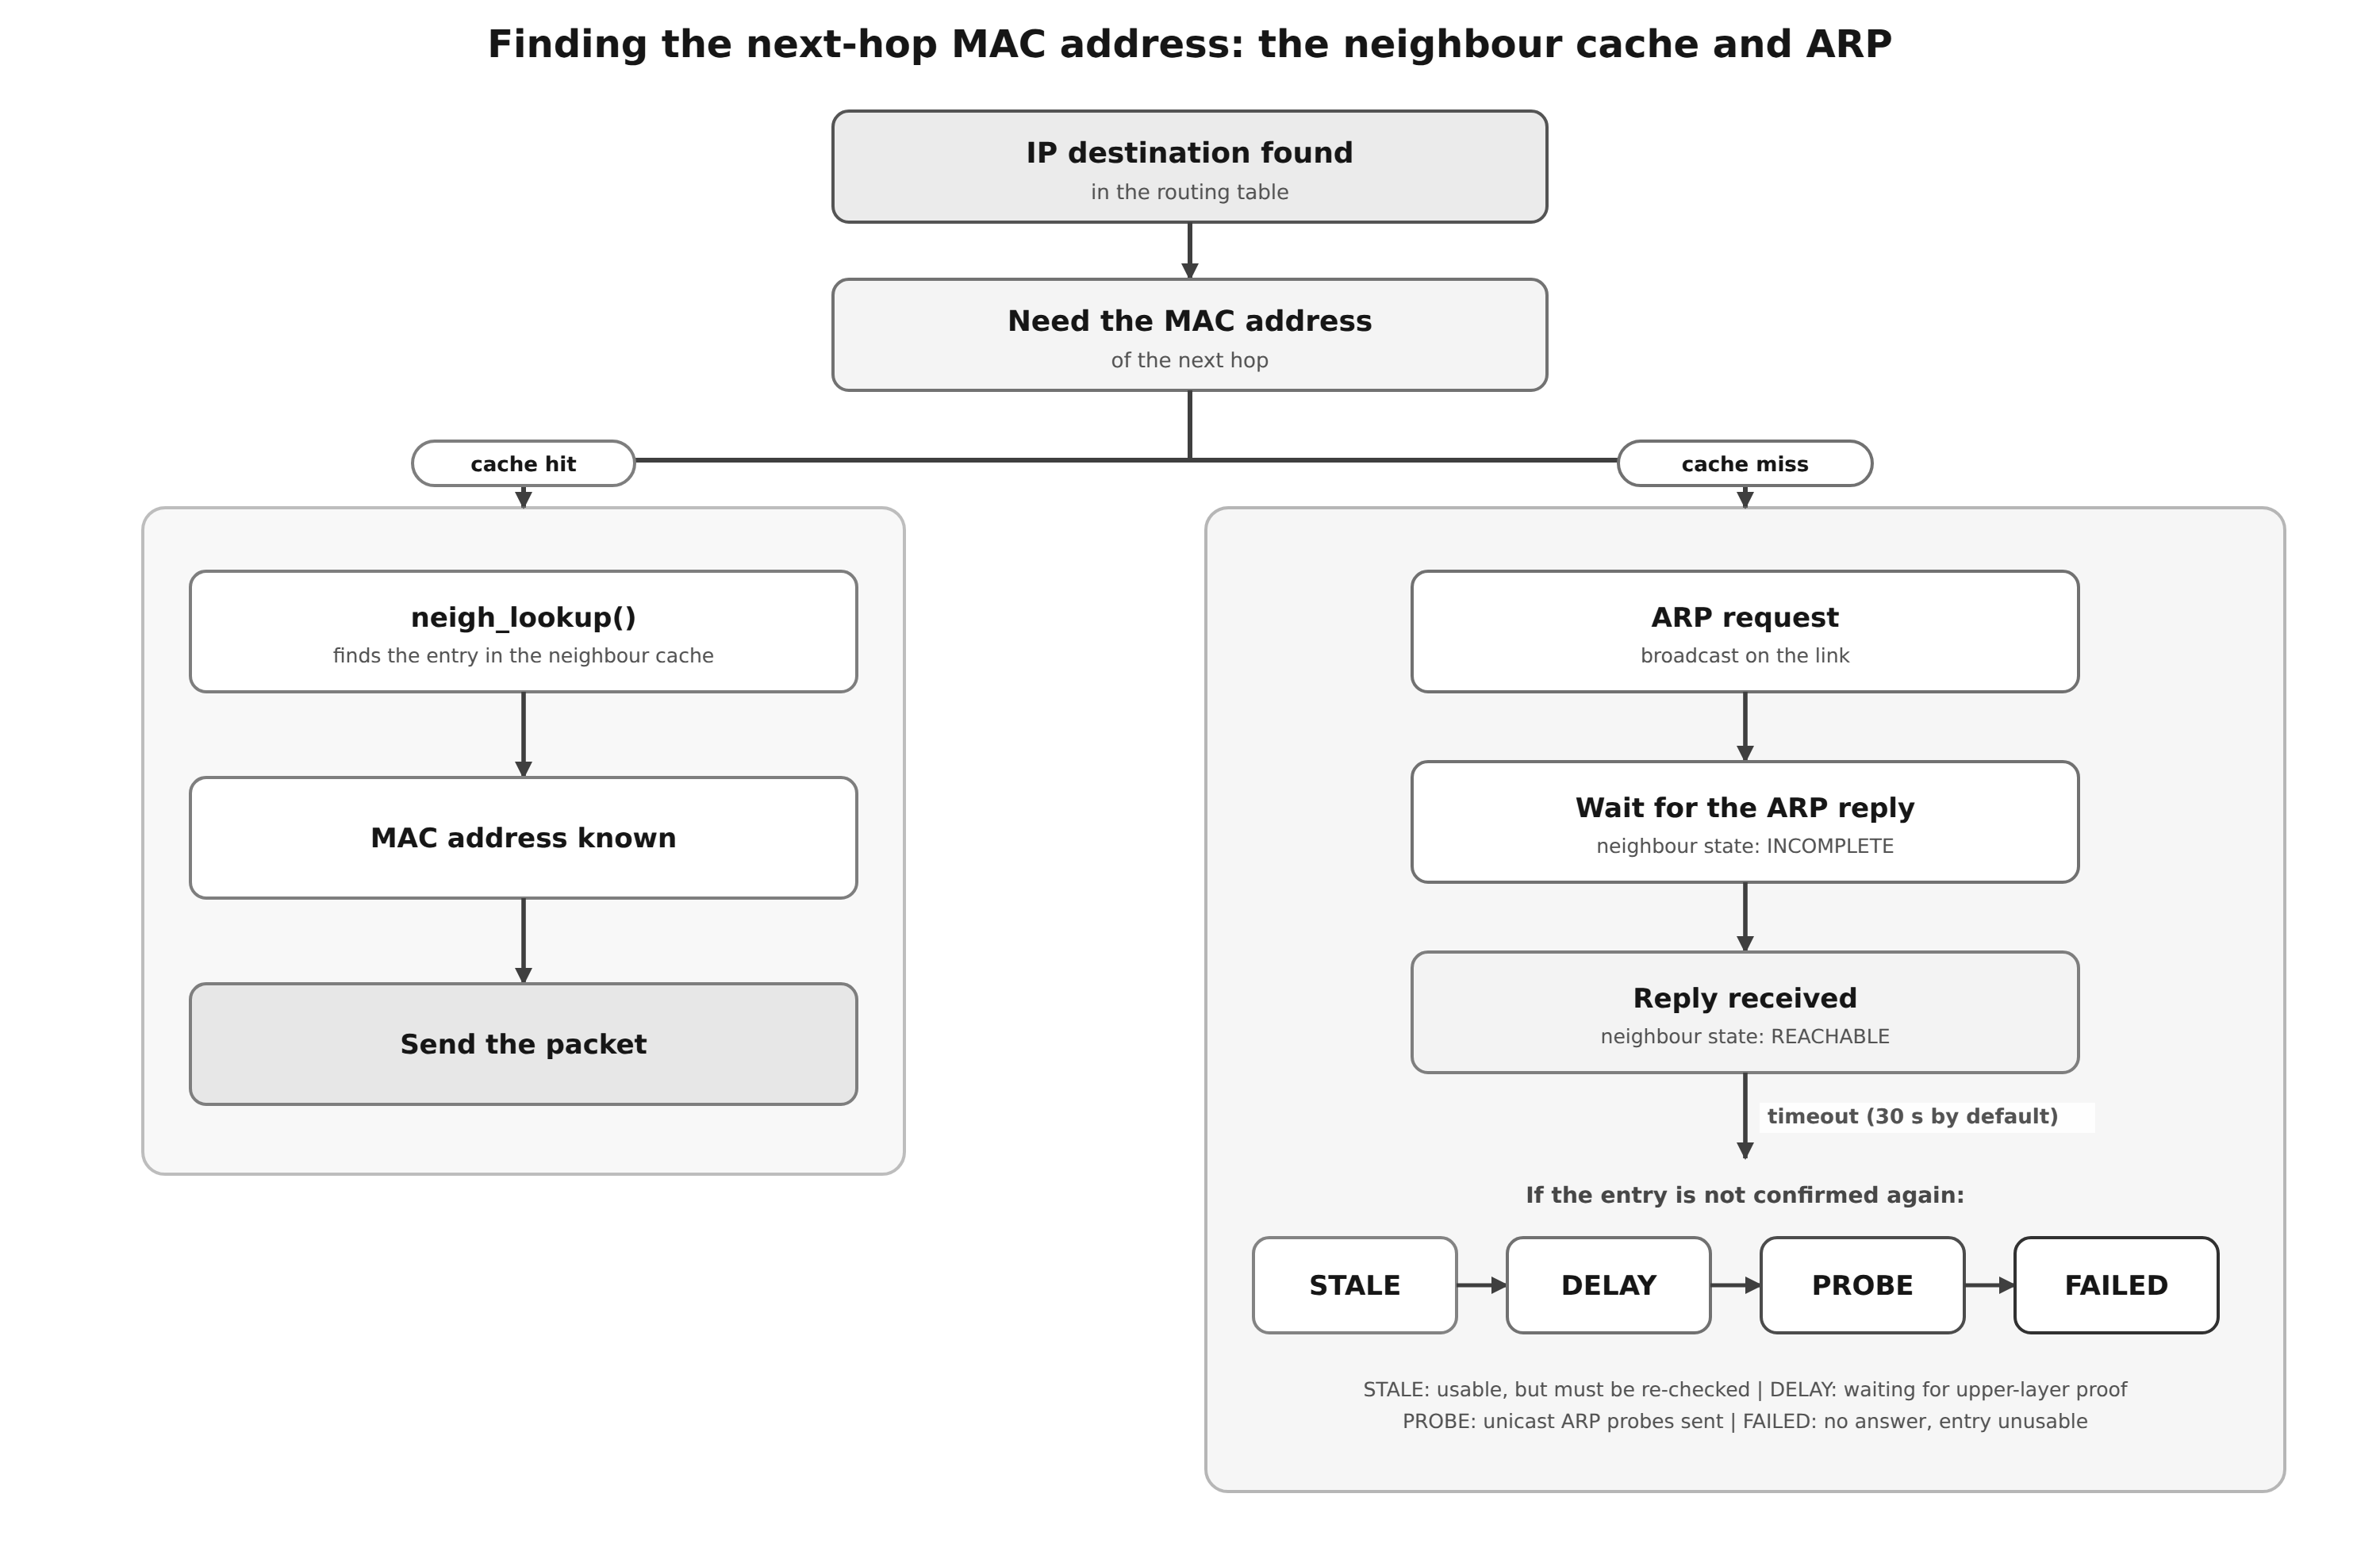 Finding the next-hop MAC address: the neighbour cache and ARP
IP destination found
in the routing table
Need the MAC address
of the next hop
cache hit
cache miss
neigh_lookup()
finds the entry in the neighbour cache
MAC address known
Send the packet
ARP request
broadcast on the link
Wait for the ARP reply
neighbour state: INCOMPLETE
Reply received
neighbour state: REACHABLE
timeout (30 s by default)
If the entry is not confirmed again:
STALE
DELAY
PROBE
FAILED
STALE: usable, but must be re-checked | DELAY: waiting for upper-layer proof
PROBE: unicast ARP probes sent | FAILED: no answer, entry unusable